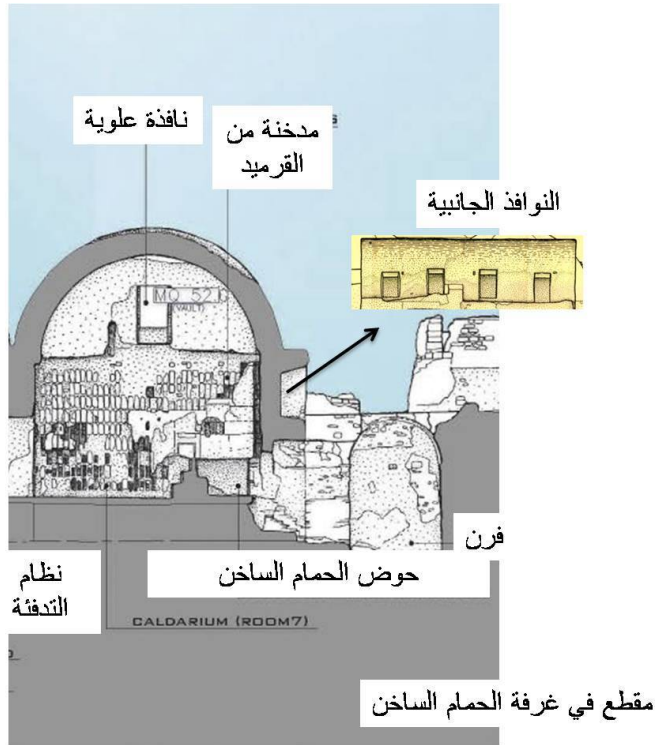 نافذة علوية
مدخنة من
القرميد
النوافذ الجانبية
MQ 52
(VAULT)
فرن
حوض الحمام الساخن
نظام
التدفئة
CALDARIUM (ROOM7)
مقطع في غرفة الحمام الساخن